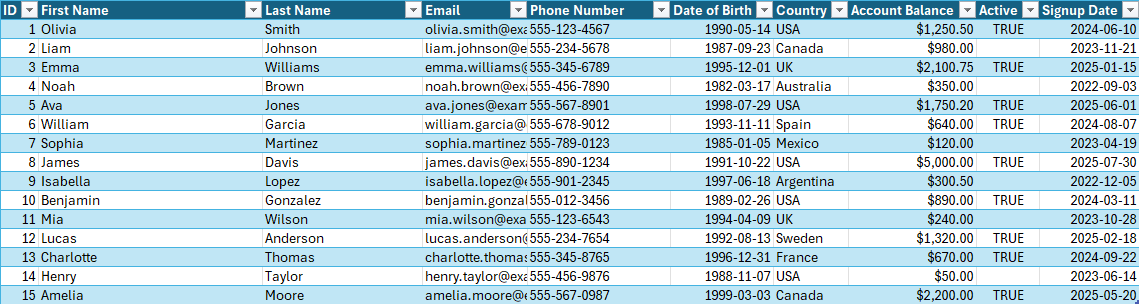 ID First Name Last Name Email Phone Number Date of Birth Country Account Balance Active Signup Date
1 Olivia Smith olivia.smith@exa 555-123-4567 1990-05-14 USA $1,250.50 TRUE 2024-06-10
2 Liam Johnson liam.johnson@e 555-234-5678 1987-09-23 Canada $980.00 2023-11-21
3 Emma Williams emma.williams@ 555-345-6789 1995-12-01 UK $2,100.75 TRUE 2025-01-15
4 Noah Brown noah.brown@ex 555-456-7890 1982-03-17 Australia $350.00 2022-09-03
5 Ava Jones ava.jones@exam 555-567-8901 1998-07-29 USA $1,750.20 TRUE 2025-06-01
6 William Garcia william.garcia@ 555-678-9012 1993-11-11 Spain $640.00 TRUE 2024-08-07
7 Sophia Martinez sophia.martinez 555-789-0123 1985-01-05 Mexico $120.00 2023-04-19
8 James Davis james.davis@ex 555-890-1234 1991-10-22 USA $5,000.00 TRUE 2025-07-30
9 Isabella Lopez isabella.lopez@ 555-901-2345 1997-06-18 Argentina $300.50 2022-12-05
10 Benjamin Gonzalez benjamin.gonzal 555-012-3456 1989-02-26 USA $890.00 TRUE 2024-03-11
11 Mia Wilson mia.wilson@exa 555-123-6543 1994-04-09 UK $240.00 2023-10-28
12 Lucas Anderson lucas.anderson@ 555-234-7654 1992-08-13 Sweden $1,320.00 TRUE 2025-02-18
13 Charlotte Thomas charlotte.thomas 555-345-8765 1996-12-31 France $670.00 TRUE 2024-09-22
14 Henry Taylor henry.taylor@ex 555-456-9876 1988-11-07 USA $50.00 2023-06-14
15 Amelia Moore amelia.moore@ 555-567-0987 1999-03-03 Canada $2,200.00 TRUE 2025-05-20